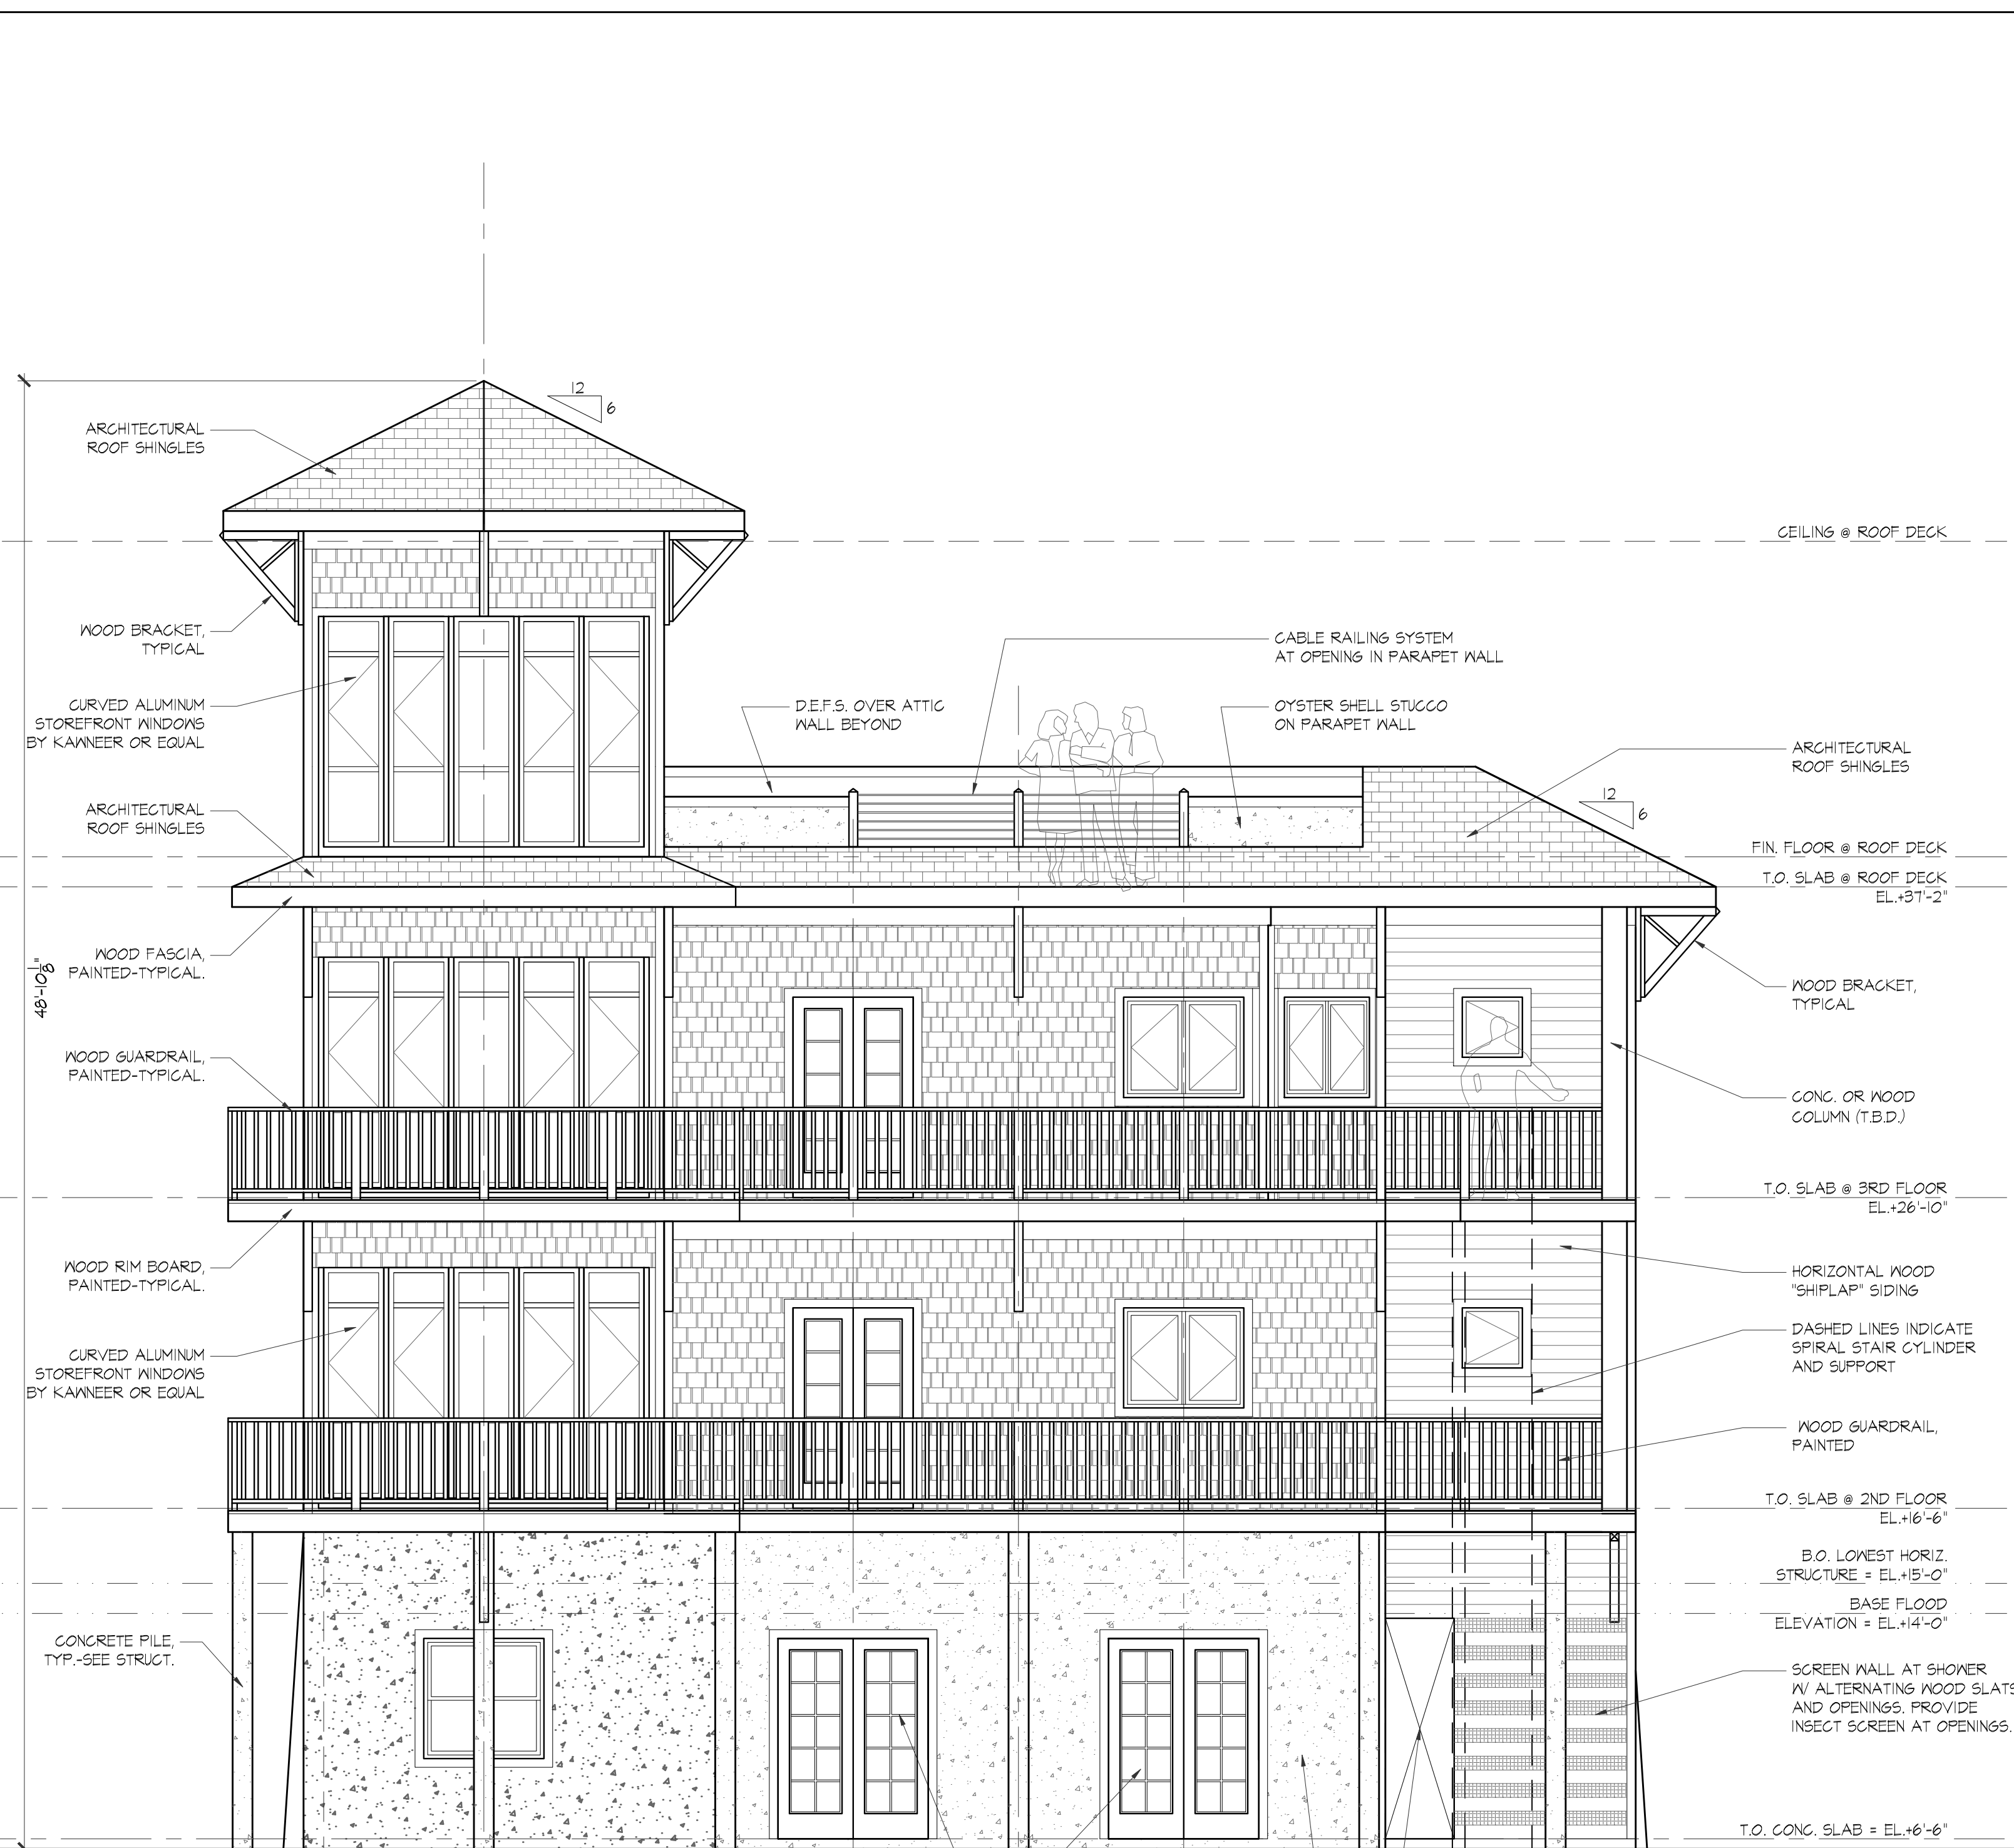 12
6
ARCHITECTURAL
ROOF SHINGLES
CEILING @ ROOF DECK
WOOD BRACKET,
TYPICAL
CABLE RAILING SYSTEM
AT OPENING IN PARAPET WALL
CURVED ALUMINUM
STOREFRONT WINDOWS
BY KAWNEER OR EQUAL
D.E.F.S. OVER ATTIC
WALL BEYOND
OYSTER SHELL STUCCO
ON PARAPET WALL
ARCHITECTURAL
ROOF SHINGLES
12
6
ARCHITECTURAL
ROOF SHINGLES
FIN. FLOOR @ ROOF DECK
T.O. SLAB @ ROOF DECK
EL.+37'-2"
WOOD FASCIA,
PAINTED-TYPICAL.
48'-10 1/8"
WOOD BRACKET,
TYPICAL
WOOD GUARDRAIL,
PAINTED-TYPICAL.
CONC. OR WOOD
COLUMN (T.B.D.)
T.O. SLAB @ 3RD FLOOR
EL.+26'-10"
WOOD RIM BOARD,
PAINTED-TYPICAL.
HORIZONTAL WOOD
"SHIPLAP" SIDING
CURVED ALUMINUM
STOREFRONT WINDOWS
BY KAWNEER OR EQUAL
DASHED LINES INDICATE
SPIRAL STAIR CYLINDER
AND SUPPORT
WOOD GUARDRAIL,
PAINTED
T.O. SLAB @ 2ND FLOOR
EL.+16'-6"
B.O. LOWEST HORIZ.
STRUCTURE = EL.+15'-0"
BASE FLOOD
ELEVATION = EL.+14'-0"
CONCRETE PILE,
TYP.-SEE STRUCT.
SCREEN WALL AT SHOWER
W/ ALTERNATING WOOD SLATS
AND OPENINGS. PROVIDE
INSECT SCREEN AT OPENINGS.
T.O. CONC. SLAB = EL.+6'-6"